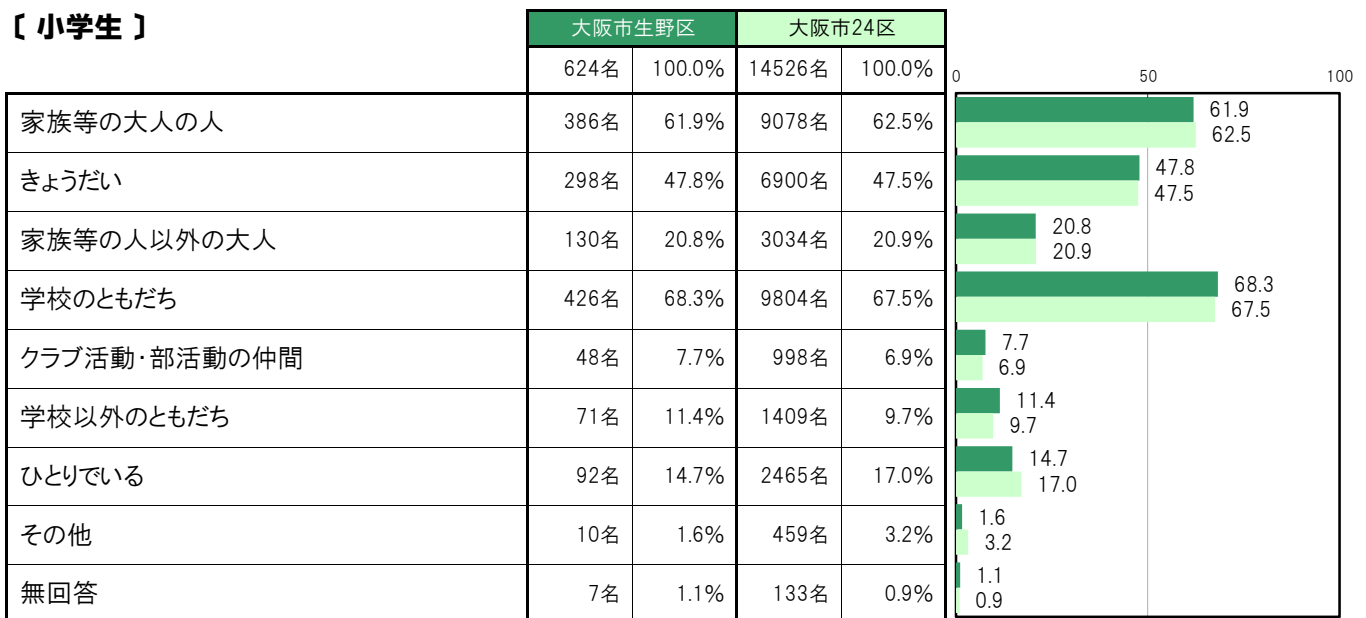 〔 小学生 〕
大阪市生野区 大阪市24区
624名 100.0% 14526名 100.0%
0 50 100
家族等の大人の人 386名 61.9% 9078名 62.5%
61.9
62.5
きょうだい 298名 47.8% 6900名 47.5%
47.8
47.5
家族等の人以外の大人 130名 20.8% 3034名 20.9%
20.8
20.9
学校のともだち 426名 68.3% 9804名 67.5%
68.3
67.5
クラブ活動・部活動の仲間 48名 7.7% 998名 6.9%
7.7
6.9
学校以外のともだち 71名 11.4% 1409名 9.7%
11.4
9.7
ひとりでいる 92名 14.7% 2465名 17.0%
14.7
17.0
その他 10名 1.6% 459名 3.2%
1.6
3.2
無回答 7名 1.1% 133名 0.9%
1.1
0.9